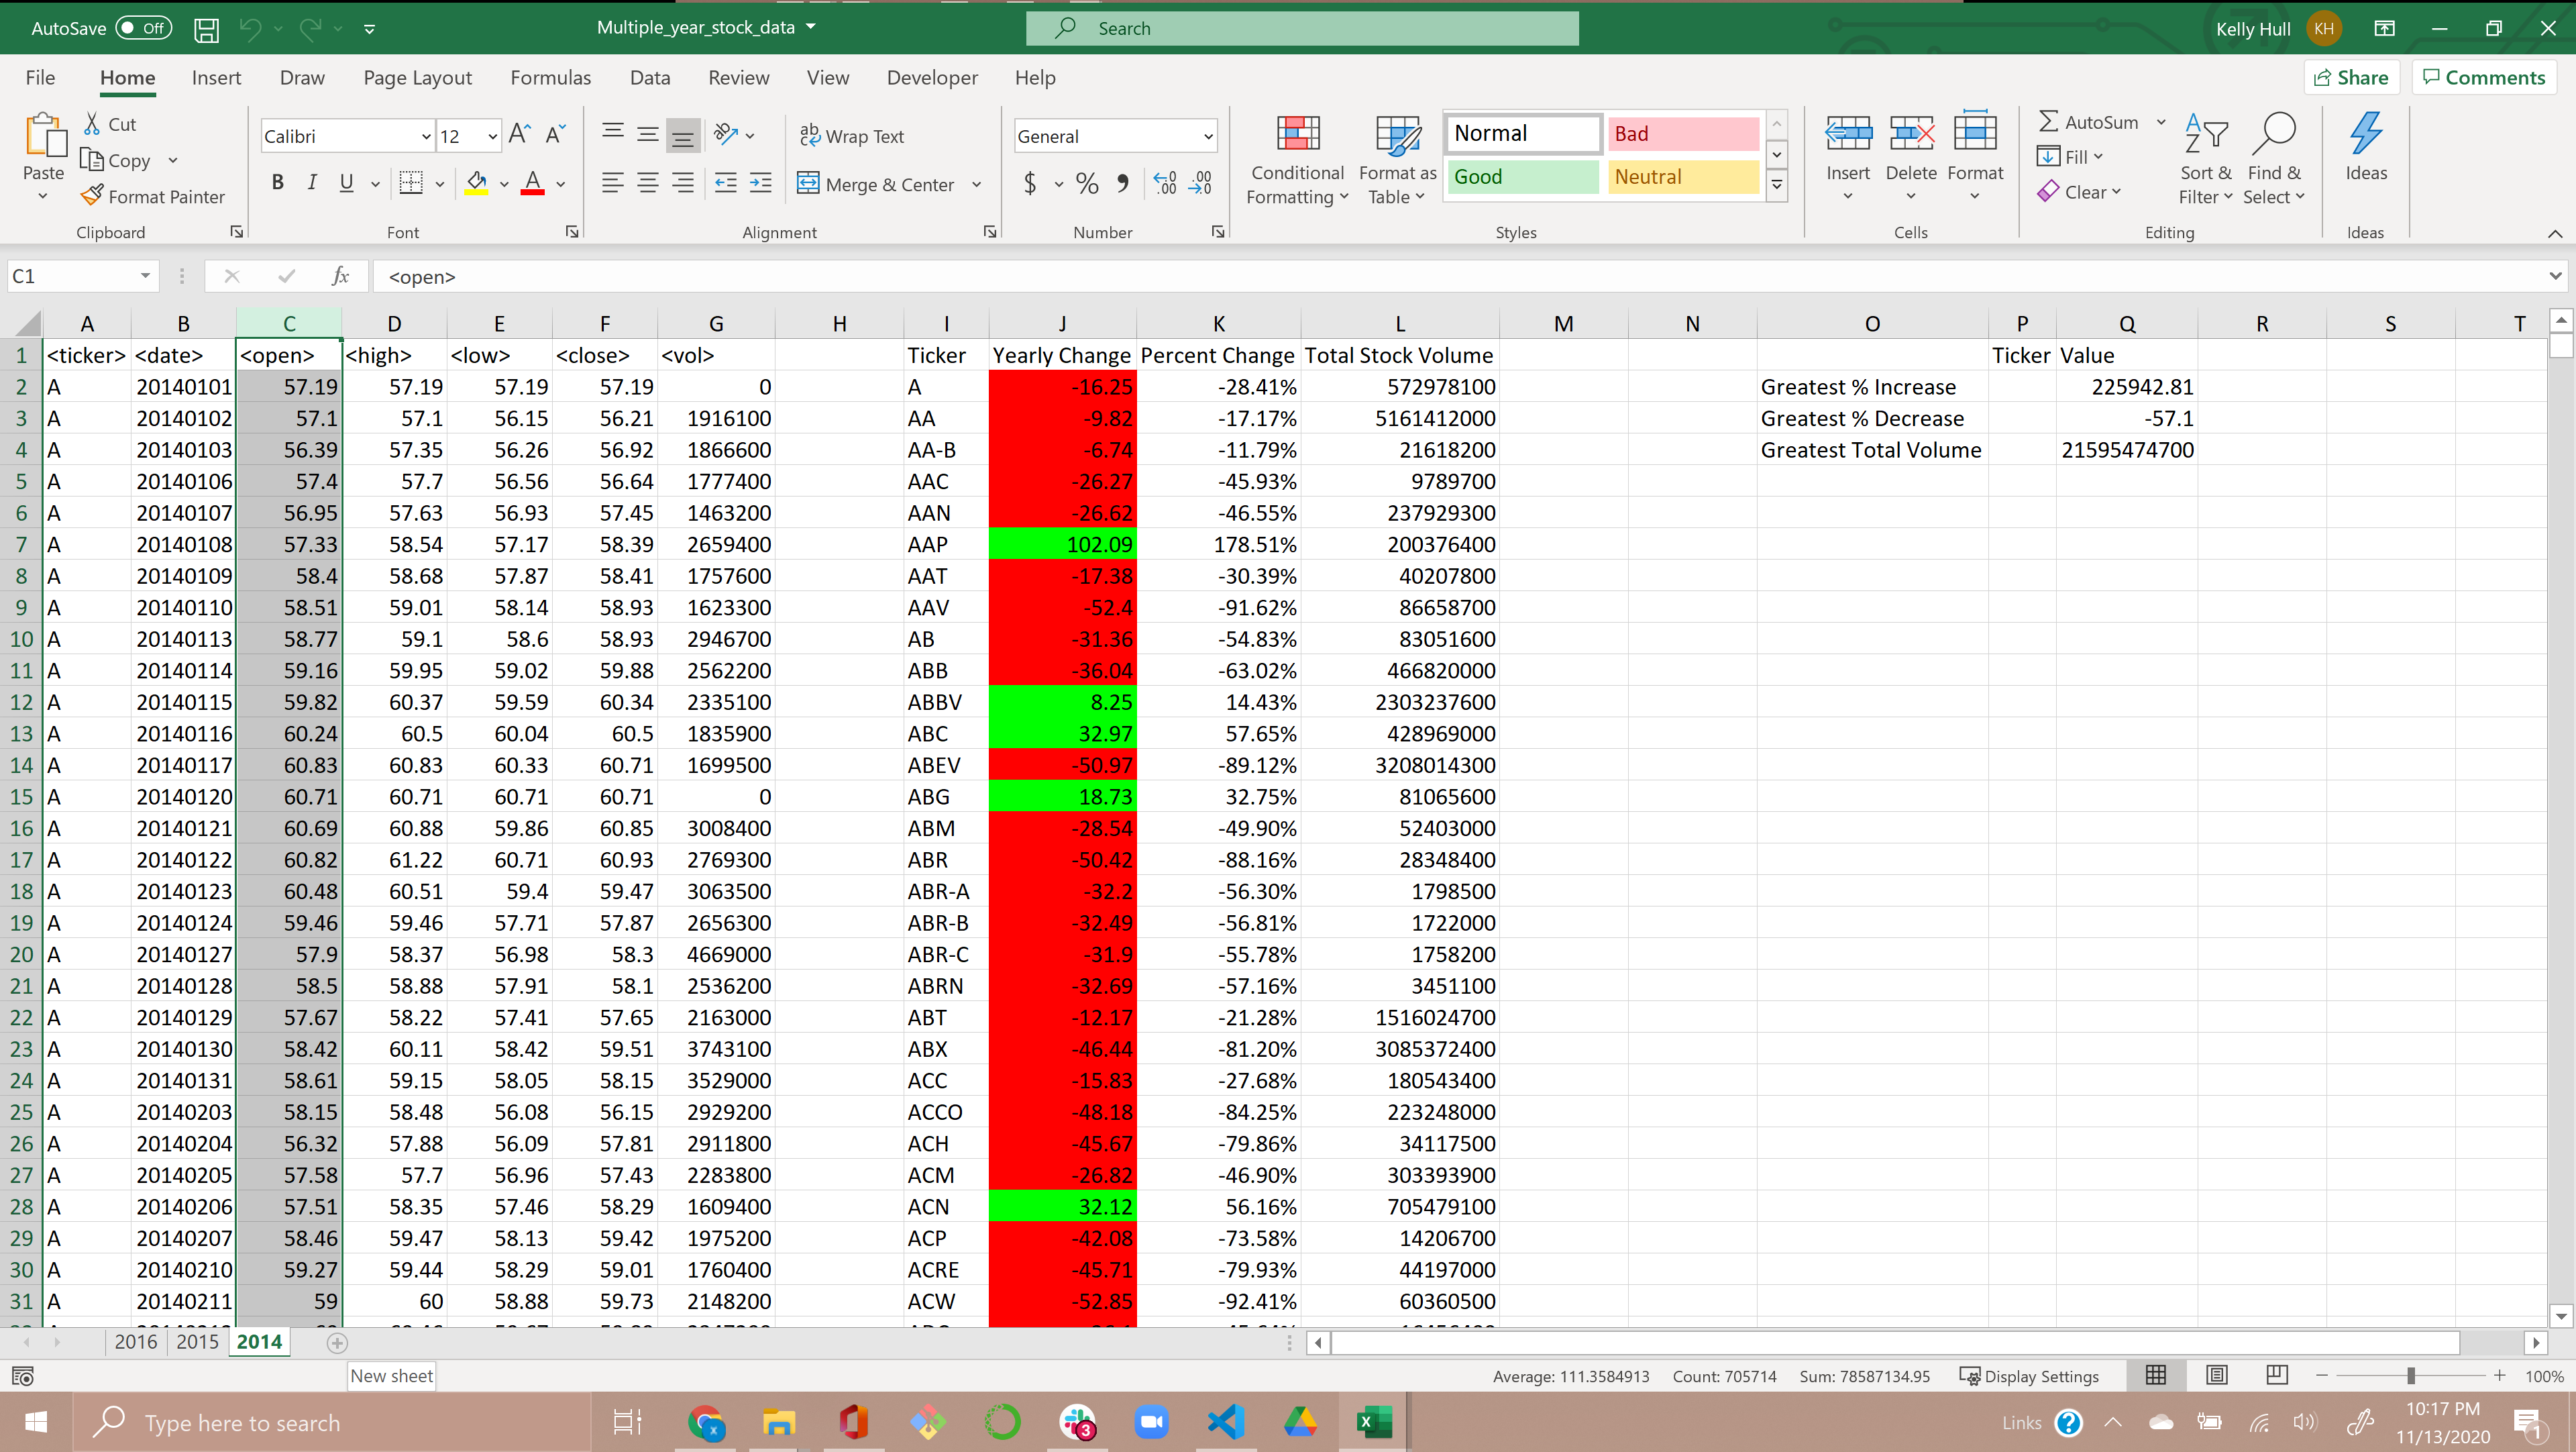 AutoSave Off Multiple_year_stock_data Search Kelly Hull KH
File Home Insert Draw Page Layout Formulas Data Review View Developer Help Share Comments
Paste Cut Copy Format Painter Clipboard
Calibri 12 B I U A Font
ab Wrap Text Merge & Center Alignment
General $ % Number
Conditional Formatting Format as Table Normal Bad Good Neutral Styles
Insert Delete Format Cells
AutoSum Fill Clear Sort & Filter Find & Select Editing
Ideas Ideas
C1 fx <open>
A B C D E F G H I J K L M N O P Q R S T
1 <ticker> <date> <open> <high> <low> <close> <vol> Ticker Yearly Change Percent Change Total Stock Volume Ticker Value
2 A 20140101 57.19 57.19 57.19 57.19 0 A -16.25 -28.41% 572978100 Greatest % Increase 225942.81
3 A 20140102 57.1 57.1 56.15 56.21 1916100 AA -9.82 -17.17% 5161412000 Greatest % Decrease -57.1
4 A 20140103 56.39 57.35 56.26 56.92 1866600 AA-B -6.74 -11.79% 21618200 Greatest Total Volume 21595474700
5 A 20140106 57.4 57.7 56.56 56.64 1777400 AAC -26.27 -45.93% 9789700
6 A 20140107 56.95 57.63 56.93 57.45 1463200 AAN -26.62 -46.55% 237929300
7 A 20140108 57.33 58.54 57.17 58.39 2659400 AAP 102.09 178.51% 200376400
8 A 20140109 58.4 58.68 57.87 58.41 1757600 AAT -17.38 -30.39% 40207800
9 A 20140110 58.51 59.01 58.14 58.93 1623300 AAV -52.4 -91.62% 86658700
10 A 20140113 58.77 59.1 58.6 58.93 2946700 AB -31.36 -54.83% 83051600
11 A 20140114 59.16 59.95 59.02 59.88 2562200 ABB -36.04 -63.02% 466820000
12 A 20140115 59.82 60.37 59.59 60.34 2335100 ABBV 8.25 14.43% 2303237600
13 A 20140116 60.24 60.5 60.04 60.5 1835900 ABC 32.97 57.65% 428969000
14 A 20140117 60.83 60.83 60.33 60.71 1699500 ABEV -50.97 -89.12% 3208014300
15 A 20140120 60.71 60.71 60.71 60.71 0 ABG 18.73 32.75% 81065600
16 A 20140121 60.69 60.88 59.86 60.85 3008400 ABM -28.54 -49.90% 52403000
17 A 20140122 60.82 61.22 60.71 60.93 2769300 ABR -50.42 -88.16% 28348400
18 A 20140123 60.48 60.51 59.4 59.47 3063500 ABR-A -32.2 -56.30% 1798500
19 A 20140124 59.46 59.46 57.71 57.87 2656300 ABR-B -32.49 -56.81% 1722000
20 A 20140127 57.9 58.37 56.98 58.3 4669000 ABR-C -31.9 -55.78% 1758200
21 A 20140128 58.5 58.88 57.91 58.1 2536200 ABRN -32.69 -57.16% 3451100
22 A 20140129 57.67 58.22 57.41 57.65 2163000 ABT -12.17 -21.28% 1516024700
23 A 20140130 58.42 60.11 58.42 59.51 3743100 ABX -46.44 -81.20% 3085372400
24 A 20140131 58.61 59.15 58.05 58.15 3529000 ACC -15.83 -27.68% 180543400
25 A 20140203 58.15 58.48 56.08 56.15 2929200 ACCO -48.18 -84.25% 223248000
26 A 20140204 56.32 57.88 56.09 57.81 2911800 ACH -45.67 -79.86% 34117500
27 A 20140205 57.58 57.7 56.96 57.43 2283800 ACM -26.82 -46.90% 303393900
28 A 20140206 57.51 58.35 57.46 58.29 1609400 ACN 32.12 56.16% 705479100
29 A 20140207 58.46 59.47 58.13 59.42 1975200 ACP -42.08 -73.58% 14206700
30 A 20140210 59.27 59.44 58.29 59.01 1760400 ACRE -45.71 -79.93% 44197000
31 A 20140211 59 60 58.88 59.73 2148200 ACW -52.85 -92.41% 60360500
2016 2015 2014
New sheet Average: 111.3584913 Count: 705714 Sum: 78587134.95 Display Settings 100%
Type here to search 3 Links 10:17 PM
11/13/2020 1